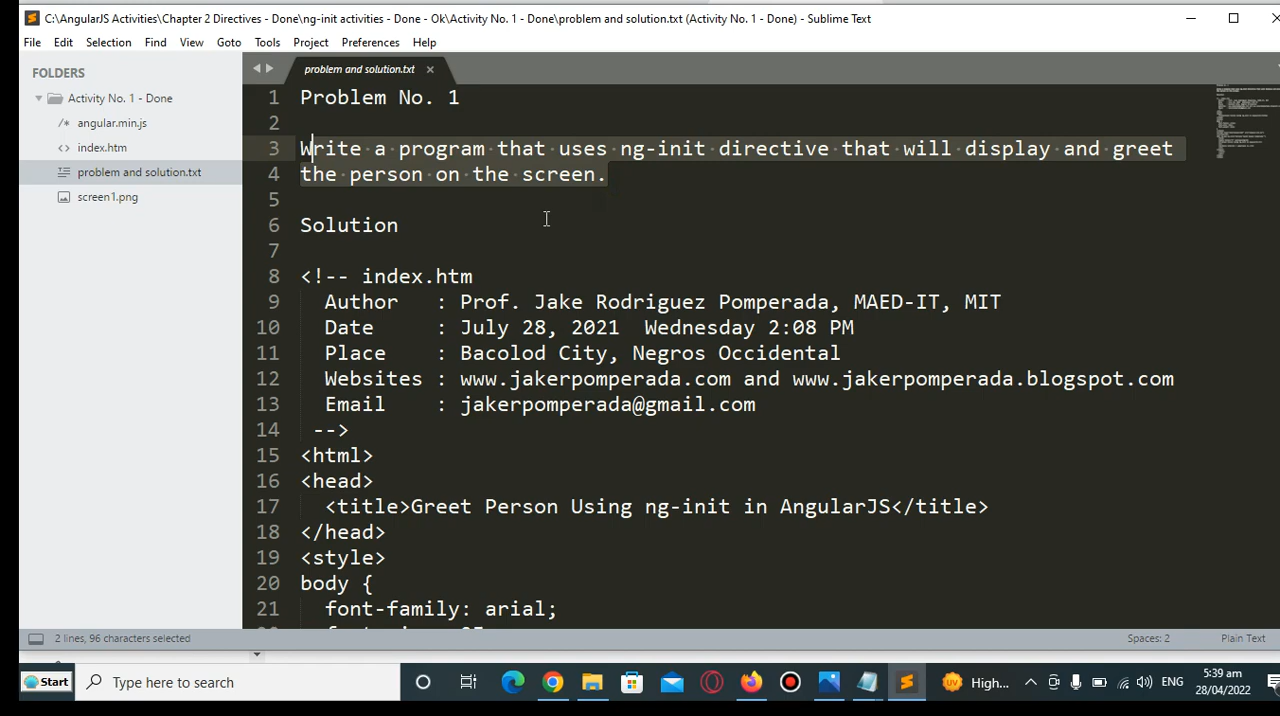 C:\AngularJS Activities\Chapter 2 Directives - Done\ng-init activities - Done - Ok\Activity No. 1 - Done\problem and solution.txt (Activity No. 1 - Done) - Sublime Text
File Edit Selection Find View Goto Tools Project Preferences Help
FOLDERS
Activity No. 1 - Done
angular.min.js
index.htm
problem and solution.txt
screen1.png
problem and solution.txt ×
1 Problem No. 1
2
3 Write a program that uses ng-init directive that will display and greet
4 the person on the screen.
5
6 Solution
7
8 <!-- index.htm
9 Author : Prof. Jake Rodriguez Pomperada, MAED-IT, MIT
10 Date : July 28, 2021 Wednesday 2:08 PM
11 Place : Bacolod City, Negros Occidental
12 Websites : www.jakerpomperada.com and www.jakerpomperada.blogspot.com
13 Email : jakerpomperada@gmail.com
14 -->
15 <html>
16 <head>
17 <title>Greet Person Using ng-init in AngularJS</title>
18 </head>
19 <style>
20 body {
21 font-family: arial;
2 lines, 96 characters selected
Spaces: 2
Plain Text
Start
Type here to search
High...
ENG
5:39 am
28/04/2022